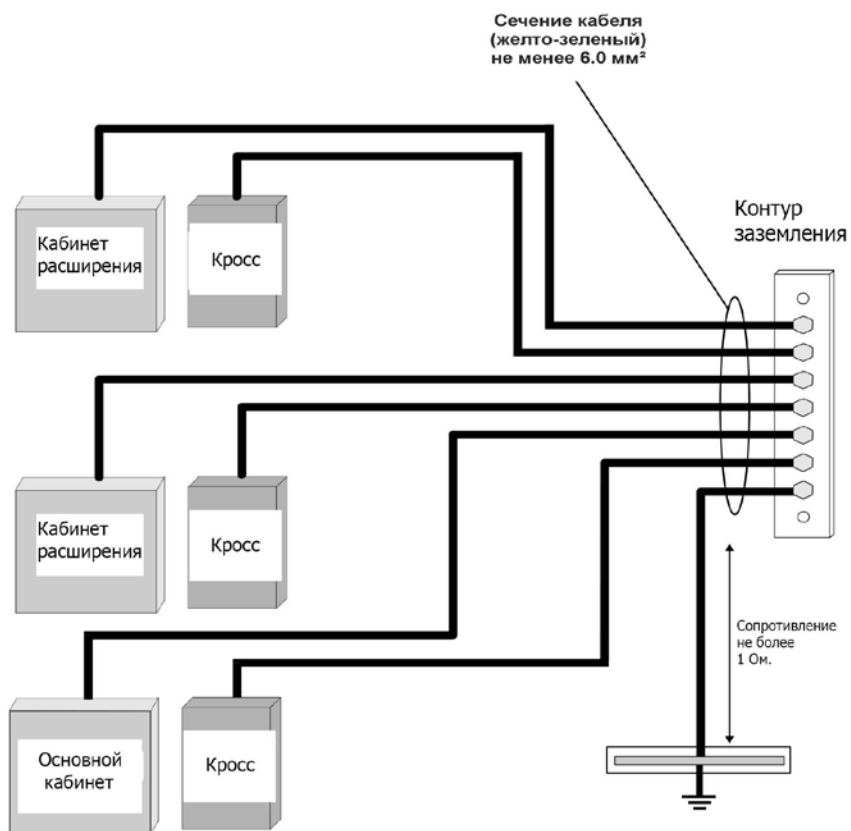 Сечение кабеля
(желто-зеленый)
не менее 6.0 мм²
Контур
заземления
Кабинет
расширения
Кросс
Кабинет
расширения
Кросс
Сопротивление
не более
1 Ом.
Основной
кабинет
Кросс